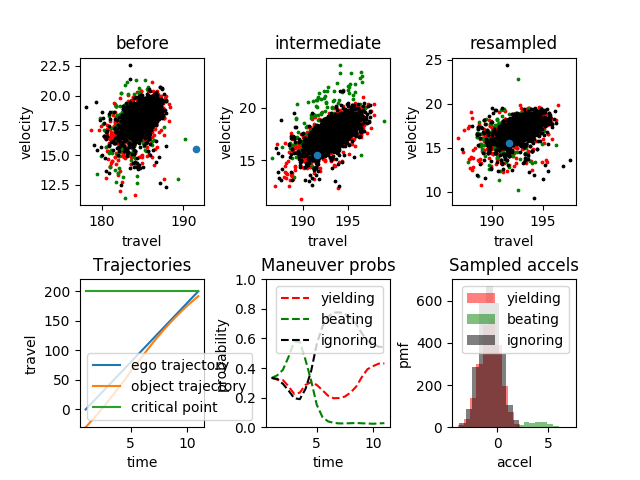 before
intermediate
resampled
22.5
20.0
17.5
15.0
12.5
velocity
180
190
travel
20
15
velocity
190
195
travel
25
20
15
10
velocity
190
195
travel
Trajectories
Maneuver probs
Sampled accels
200
150
100
50
0
travel
ego trajectory
object trajectory
critical point
5
10
time
1.0
0.8
0.6
0.4
0.2
0.0
probability
yielding
beating
ignoring
5
10
time
600
400
200
0
pmf
yielding
beating
ignoring
0
5
accel